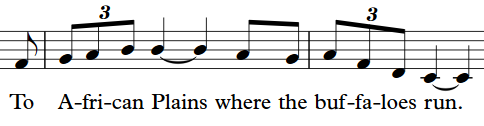 3 3
To A-fri-can Plains where the buf-fa-loes run.